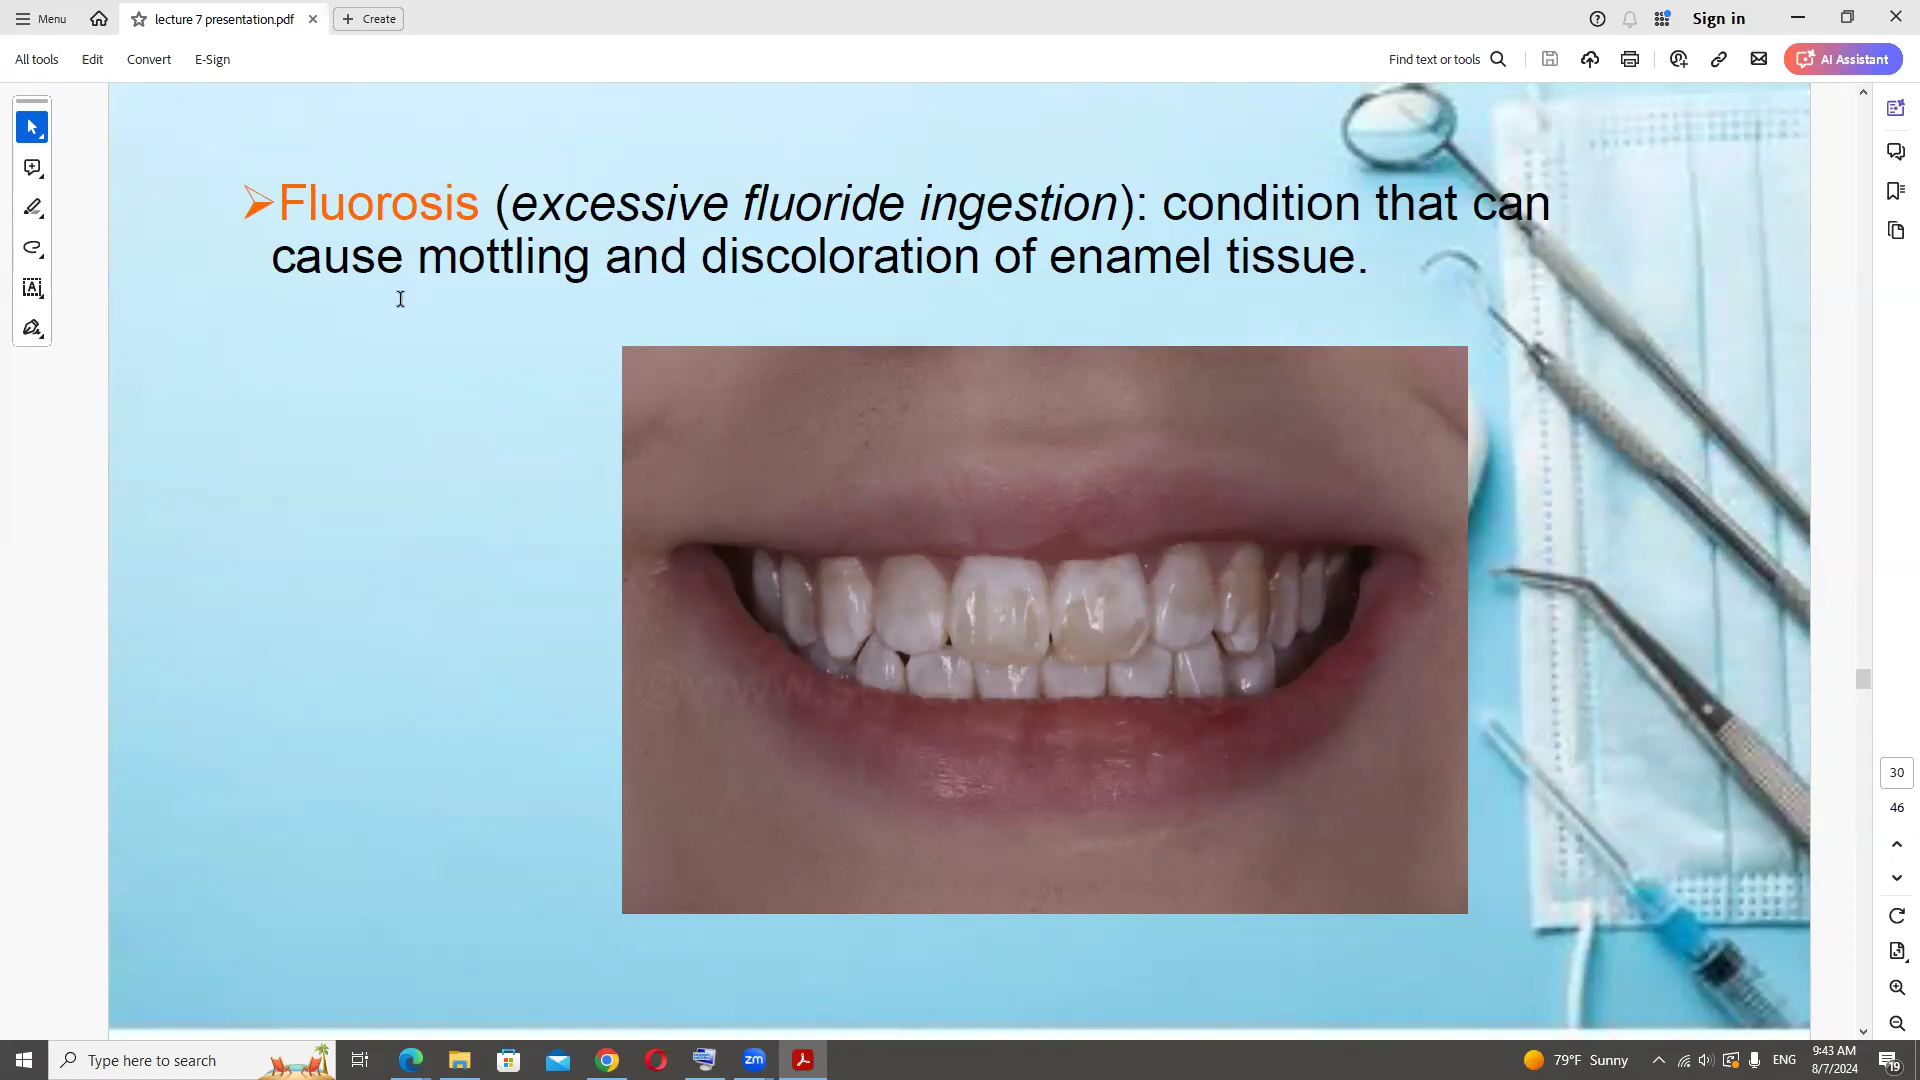 Menu
lecture 7 presentation.pdf
Create
Sign in
All tools
Edit
Convert
E-Sign
Find text or tools
AI Assistant
➢Fluorosis (excessive fluoride ingestion): condition that can
cause mottling and discoloration of enamel tissue.
30
46
Type here to search
zm
79°F Sunny
ENG
9:43 AM
8/7/2024
19